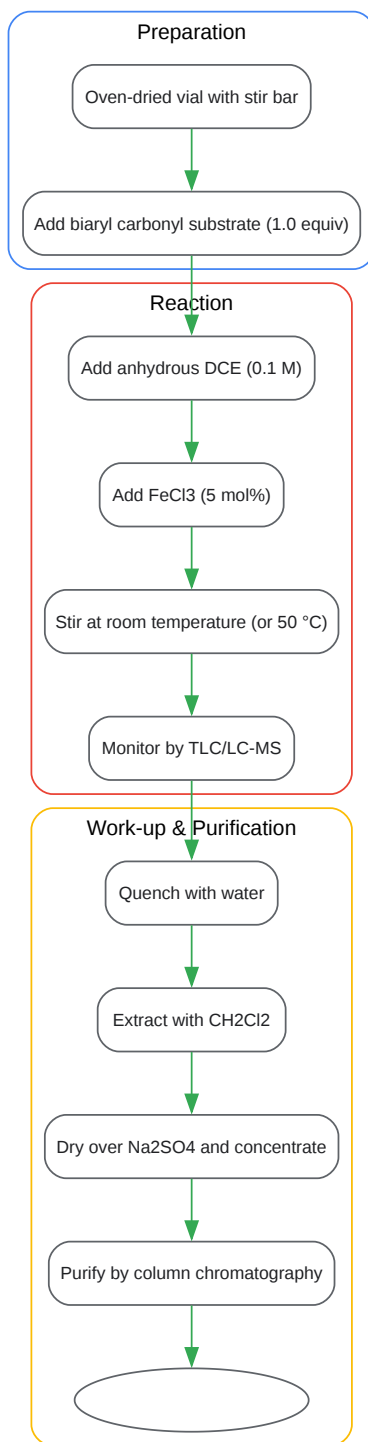 Preparation
Oven-dried vial with stir bar
Add biaryl carbonyl substrate (1.0 equiv)
Reaction
Add anhydrous DCE (0.1 M)
Add FeCl3 (5 mol%)
Stir at room temperature (or 50 °C)
Monitor by TLC/LC-MS
Work-up & Purification
Quench with water
Extract with CH2Cl2
Dry over Na2SO4 and concentrate
Purify by column chromatography